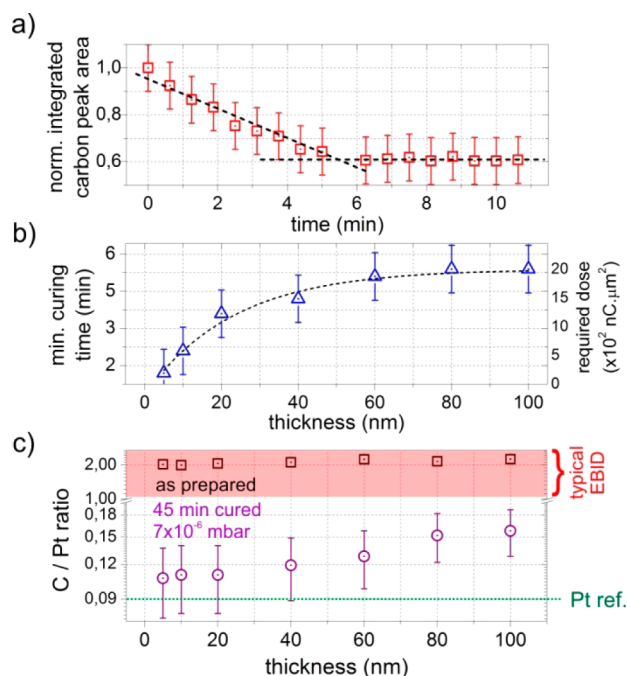 a)
norm. integrated
carbon peak area
1,0
0.8
0.6
0 2 4 6 8 10
time (min)
b)
min. curing
time (min)
6
5
3
2
20
15
10
5
0
required dose
(x10² nC.µm²)
0 20 40 60 80 100
thickness (nm)
c)
C / Pt ratio
2,00
1,00
0,18
0,15
0,12
0,09
as prepared
45 min cured
7x10⁻⁶ mbar
typical
EBID
Pt ref.
0 20 40 60 80 100
thickness (nm)